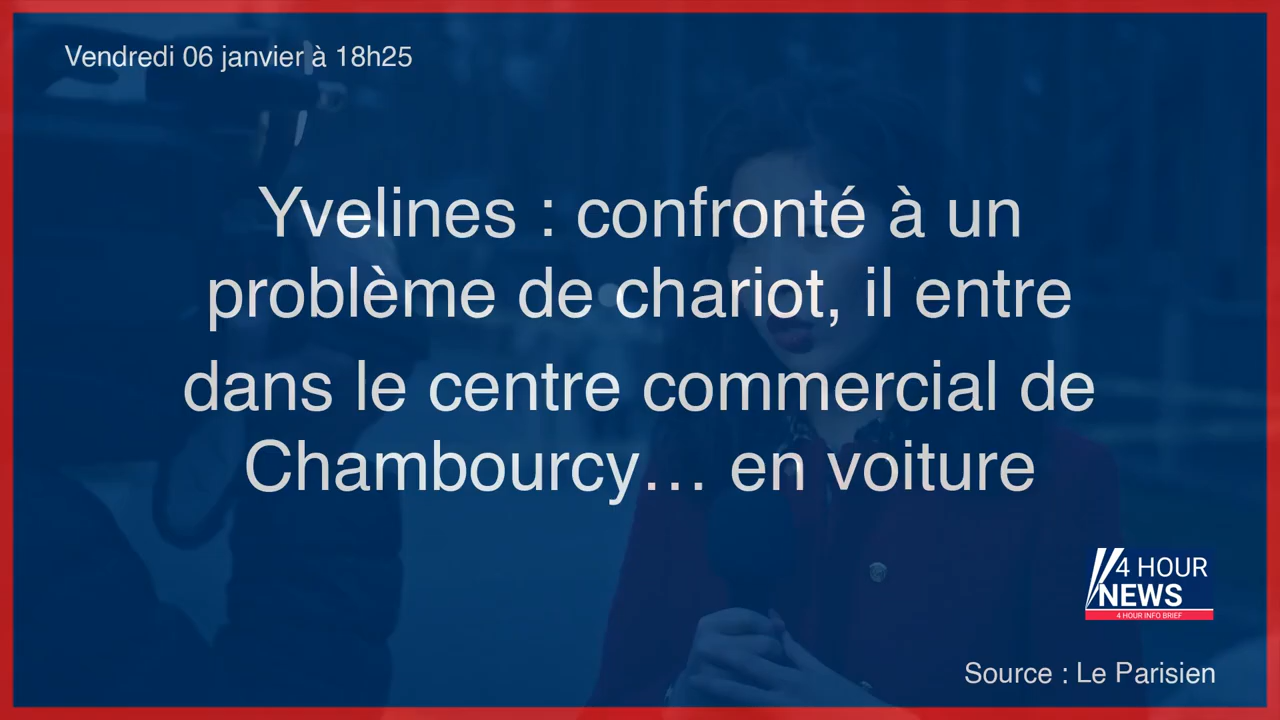 Vendredi 06 janvier à 18h25
Yvelines : confronté à un
problème de chariot, il entre
dans le centre commercial de
Chambourcy… en voiture
4 HOUR
NEWS
4 HOUR INFO BRIEF
Source : Le Parisien